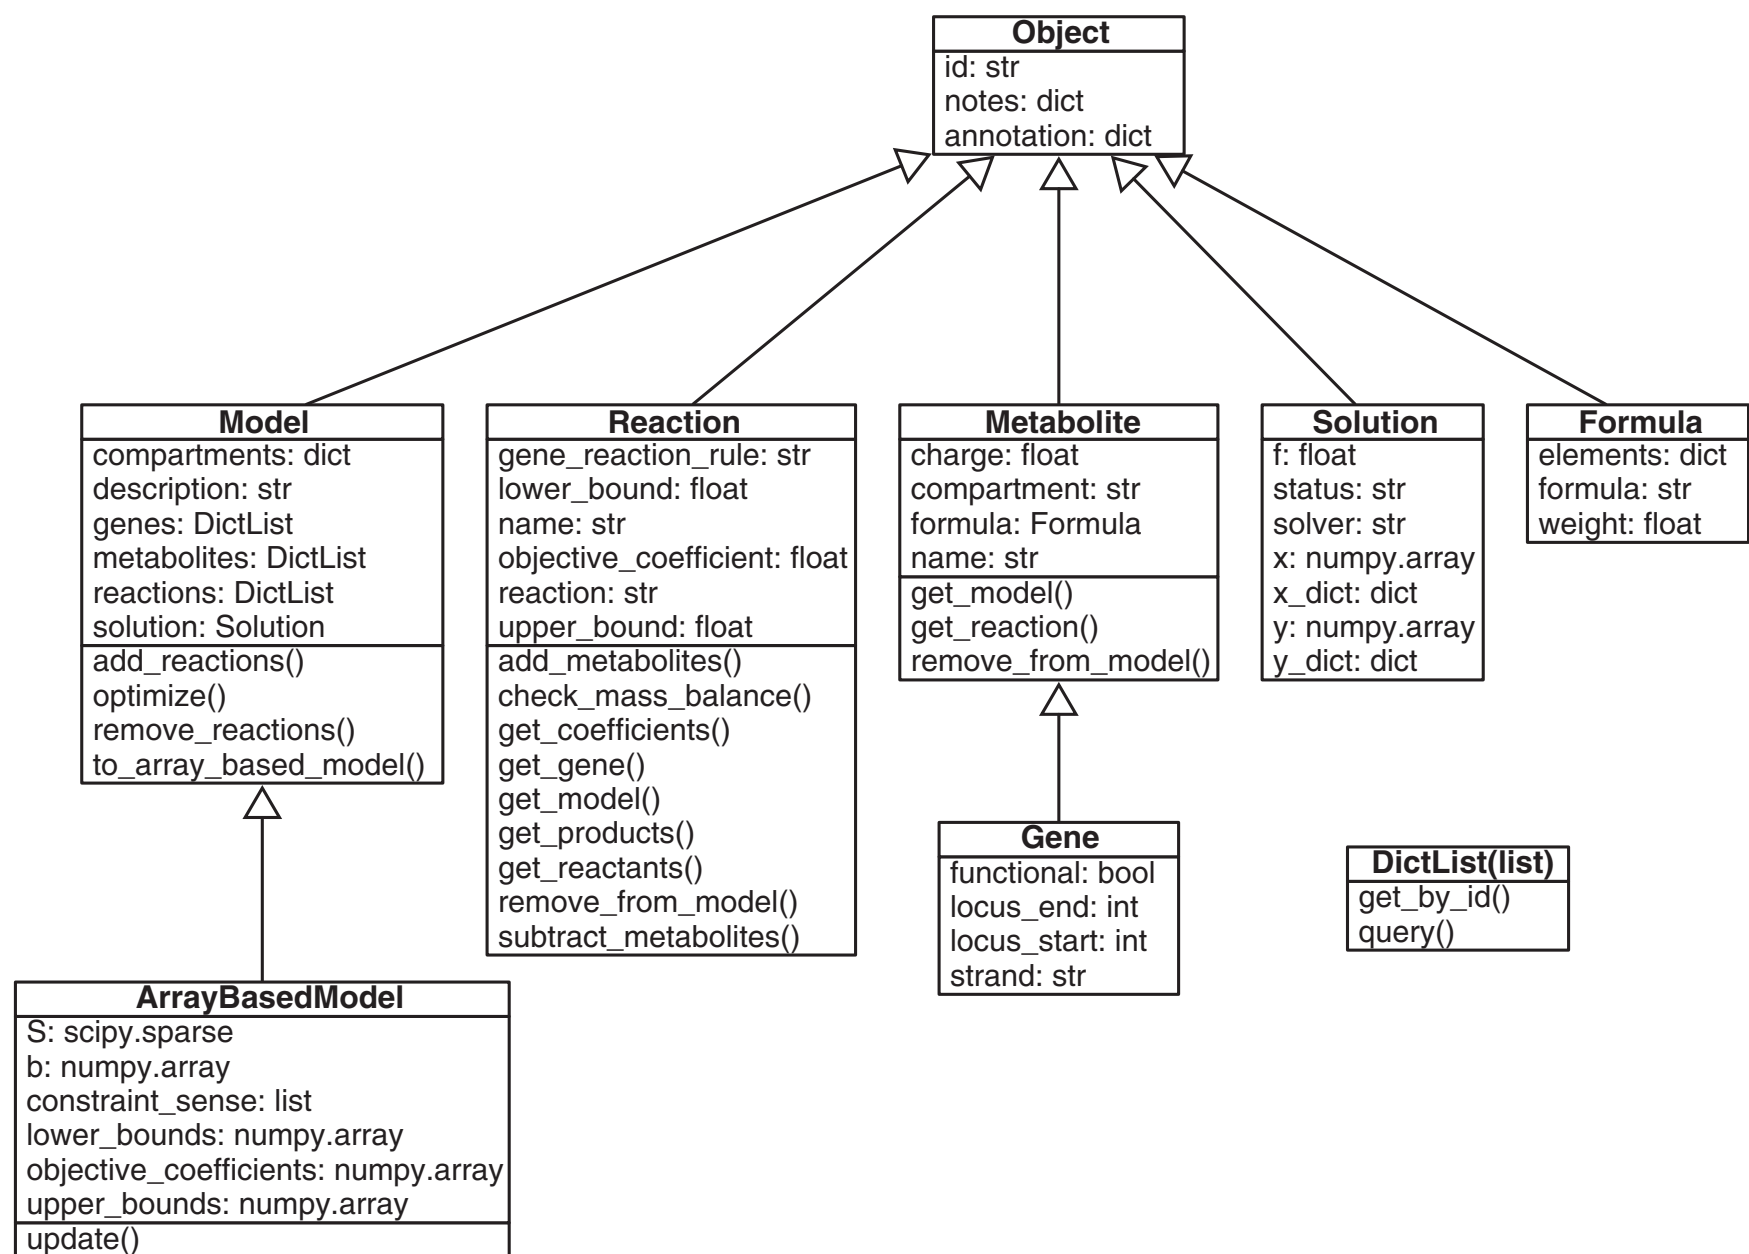 Object
id: str
notes: dict
annotation: dict
Model
compartments: dict
description: str
genes: DictList
metabolites: DictList
reactions: DictList
solution: Solution
add_reactions()
optimize()
remove_reactions()
to_array_based_model()
Reaction
gene_reaction_rule: str
lower_bound: float
name: str
objective_coefficient: float
reaction: str
upper_bound: float
add_metabolites()
check_mass_balance()
get_coefficients()
get_gene()
get_model()
get_products()
get_reactants()
remove_from_model()
subtract_metabolites()
Metabolite
charge: float
compartment: str
formula: Formula
name: str
get_model()
get_reaction()
remove_from_model()
Solution
f: float
status: str
solver: str
x: numpy.array
x_dict: dict
y: numpy.array
y_dict: dict
Formula
elements: dict
formula: str
weight: float
Gene
functional: bool
locus_end: int
locus_start: int
strand: str
DictList(list)
get_by_id()
query()
ArrayBasedModel
S: scipy.sparse
b: numpy.array
constraint_sense: list
lower_bounds: numpy.array
objective_coefficients: numpy.array
upper_bounds: numpy.array
update()